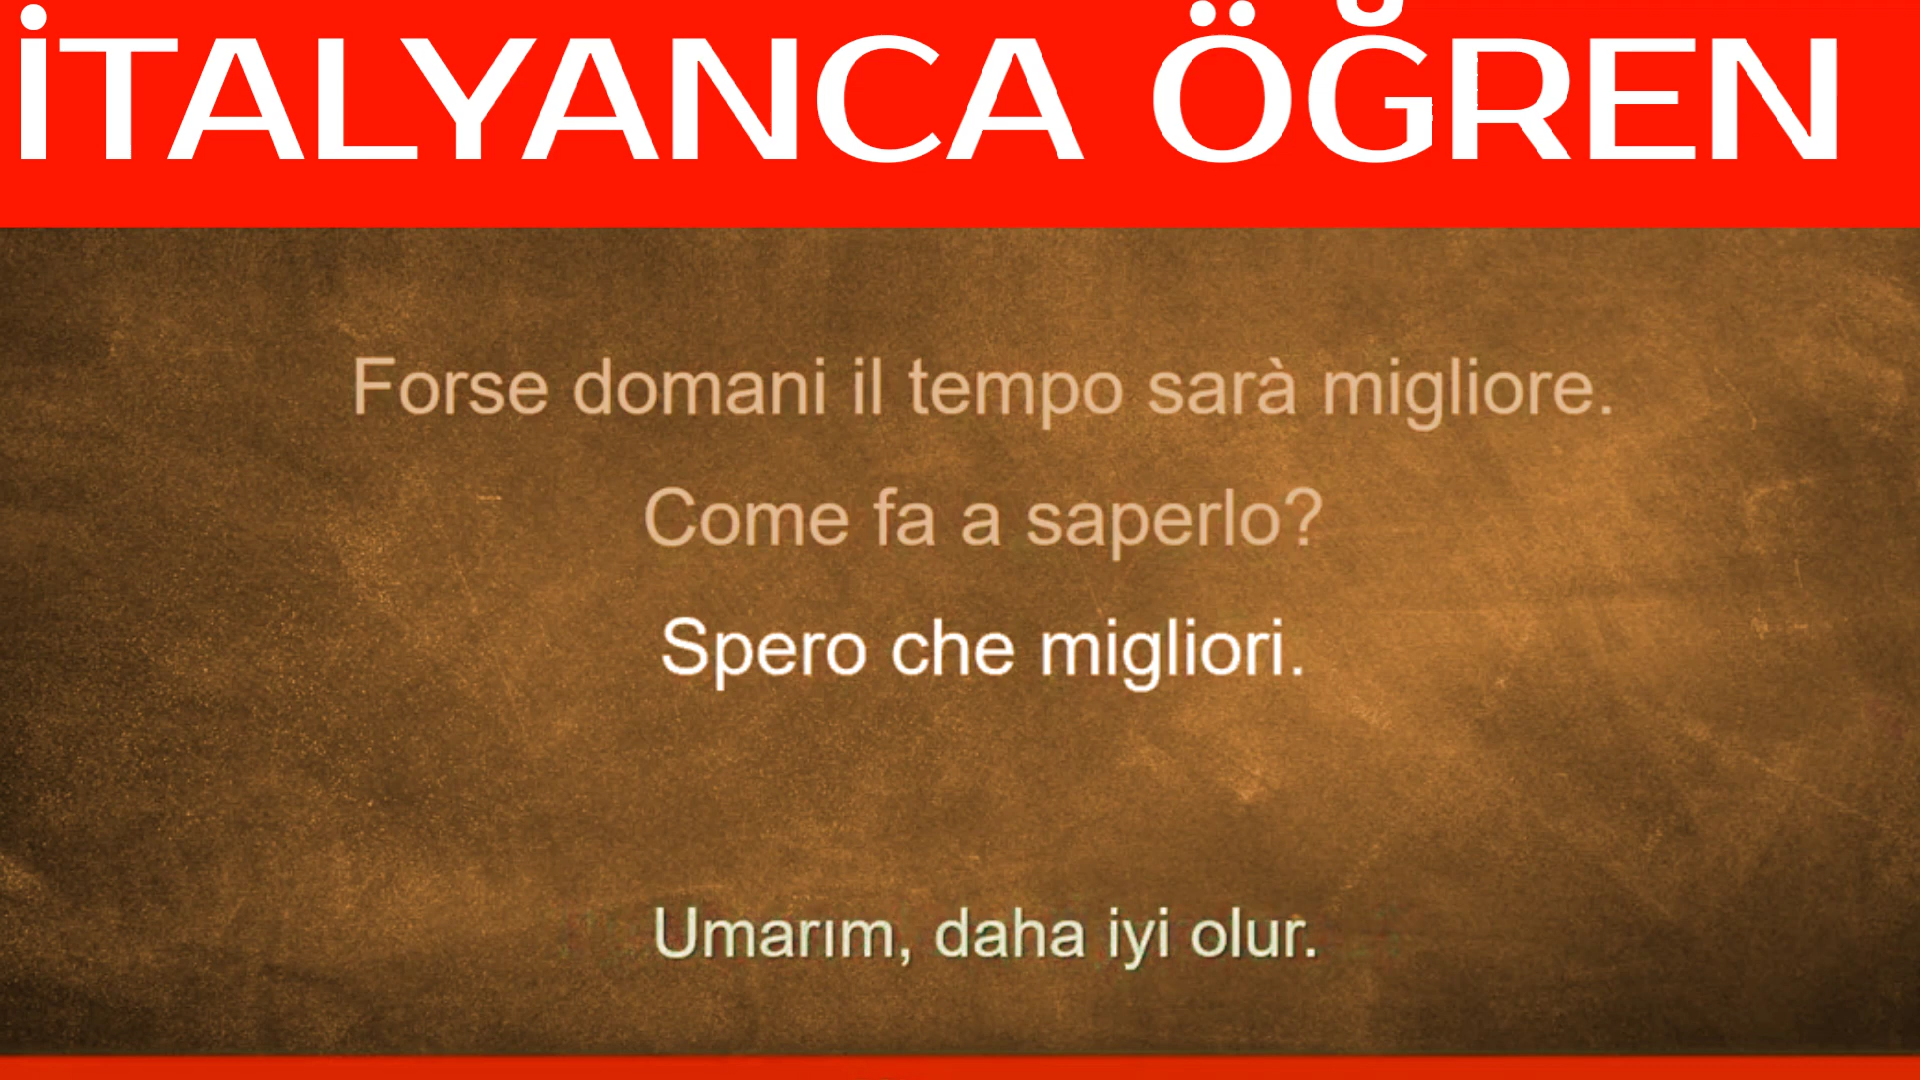 İTALYANCA ÖĞREN
Forse domani il tempo sarà migliore.
Come fa a saperlo?
Spero che migliori.
Umarım, daha iyi olur.